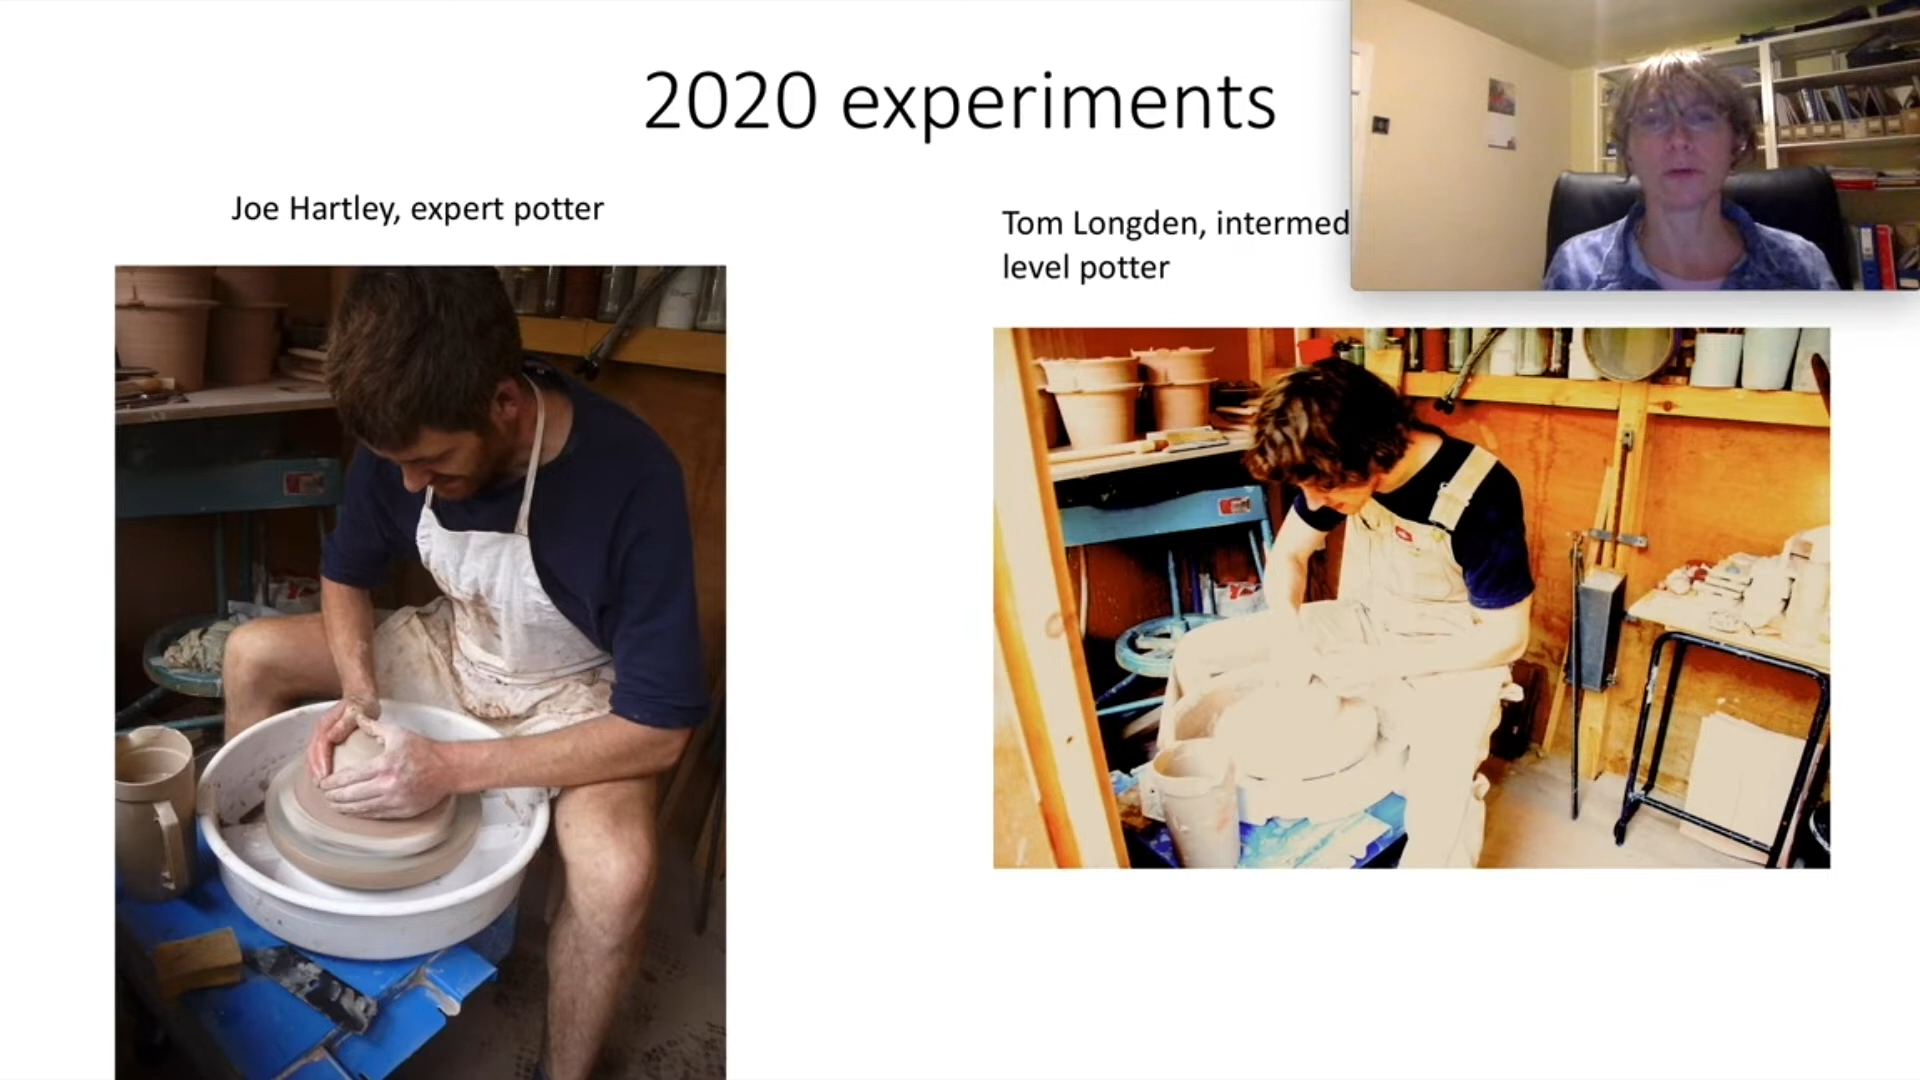 2020 experiments
Joe Hartley, expert potter
Tom Longden, intermed
level potter